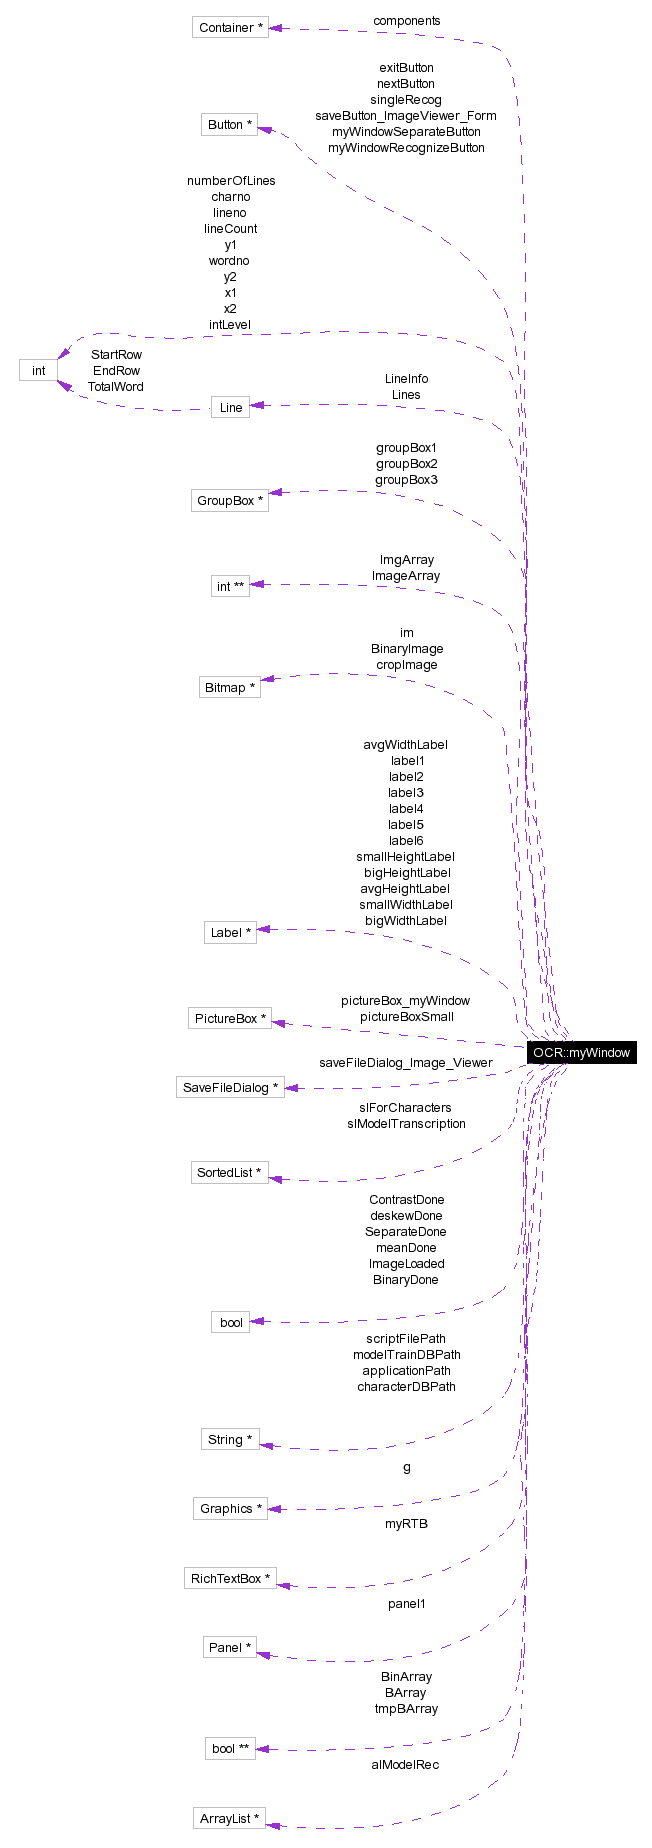 components
Container *
exitButton
nextButton
singleRecog
saveButton_ImageViewer_Form
myWindowSeparateButton
myWindowRecognizeButton
Button *
numberOfLines
charno
lineno
lineCount
y1
wordno
y2
x1
x2
intLevel
StartRow
EndRow
TotalWord
int
LineInfo
Lines
Line
groupBox1
groupBox2
groupBox3
GroupBox *
ImgArray
ImageArray
int **
im
BinaryImage
cropImage
Bitmap *
avgWidthLabel
label1
label2
label3
label4
label5
label6
smallHeightLabel
bigHeightLabel
avgHeightLabel
smallWidthLabel
bigWidthLabel
Label *
pictureBox_myWindow
pictureBoxSmall
PictureBox *
OCR::myWindow
saveFileDialog_Image_Viewer
SaveFileDialog *
slForCharacters
slModelTranscription
SortedList *
ContrastDone
deskewDone
SeparateDone
meanDone
ImageLoaded
BinaryDone
bool
scriptFilePath
modelTrainDBPath
applicationPath
characterDBPath
String *
g
Graphics *
myRTB
RichTextBox *
panel1
Panel *
BinArray
BArray
tmpBArray
bool **
alModelRec
ArrayList *